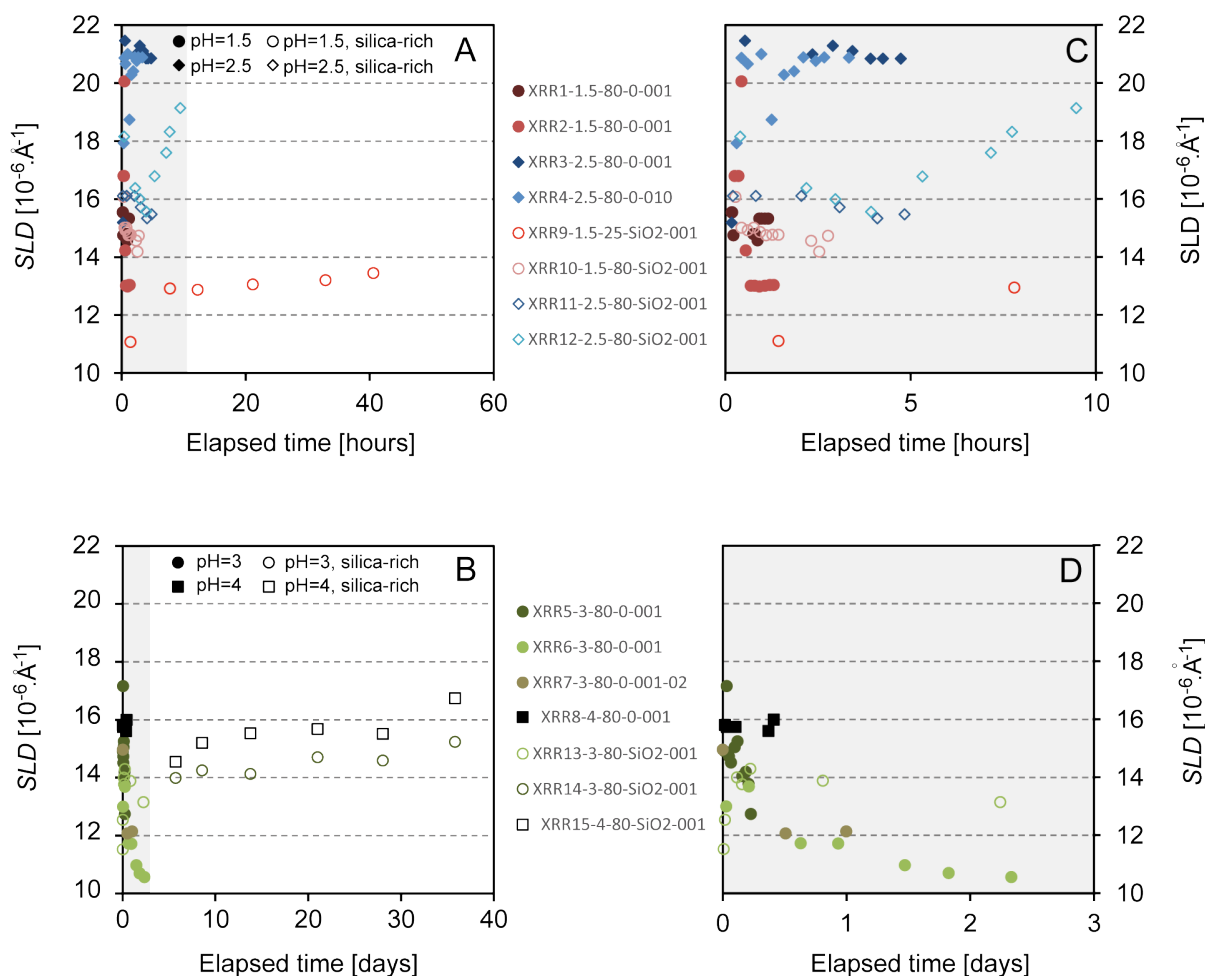 A
pH=1.5 pH=1.5, silica-rich
pH=2.5 pH=2.5, silica-rich
22
20
18
16
14
12
10
SLD [10⁻⁶.Å⁻¹]
0 20 40 60
Elapsed time [hours]
XRR1-1.5-80-0-001
XRR2-1.5-80-0-001
XRR3-2.5-80-0-001
XRR4-2.5-80-0-010
XRR9-1.5-25-SiO2-001
XRR10-1.5-80-SiO2-001
XRR11-2.5-80-SiO2-001
XRR12-2.5-80-SiO2-001
C
22
20
18
16
14
12
10
SLD [10⁻⁶.Å⁻¹]
0 5 10
Elapsed time [hours]
B
pH=3 pH=3, silica-rich
pH=4 pH=4, silica-rich
22
20
18
16
14
12
10
SLD [10⁻⁶.Å⁻¹]
0 10 20 30 40
Elapsed time [days]
XRR5-3-80-0-001
XRR6-3-80-0-001
XRR7-3-80-0-001-02
XRR8-4-80-0-001
XRR13-3-80-SiO2-001
XRR14-3-80-SiO2-001
XRR15-4-80-SiO2-001
D
22
20
18
16
14
12
10
SLD [10⁻⁶.Å⁻¹]
0 1 2 3
Elapsed time [days]